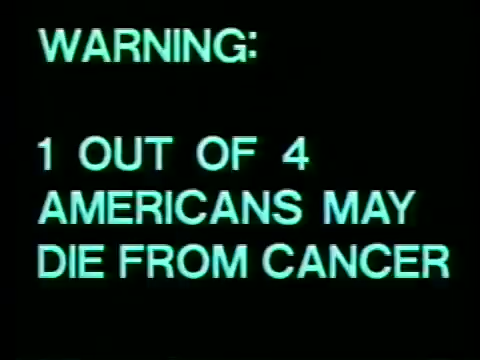 WARNING:
1 OUT OF 4
AMERICANS MAY
DIE FROM CANCER